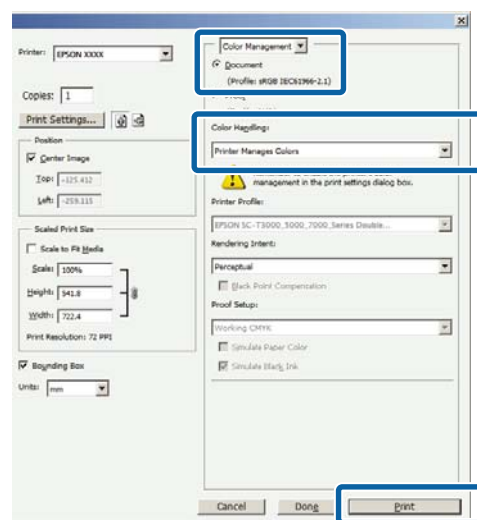 Printer: EPSON XXXX
Copies: 1
Print Settings...
Position
Center Image
Top: -125.412
Left: -259.115
Scaled Print Size
Scale to Fit Media
Scale: 100%
Height: 541.8
Width: 722.4
Print Resolution: 72 PPI
Bounding Box
Units: mm
Color Management
Document
(Profile: sRGB IEC61966-2.1)
Color Handling:
Printer Manages Colors
management in the print settings dialog box.
Printer Profile:
EPSON SC-T3000_5000_7000_Series Double...
Rendering Intent:
Perceptual
Black Point Compensation
Proof Setup:
Working CMYK
Simulate Paper Color
Simulate Black Ink
Cancel
Done
Print